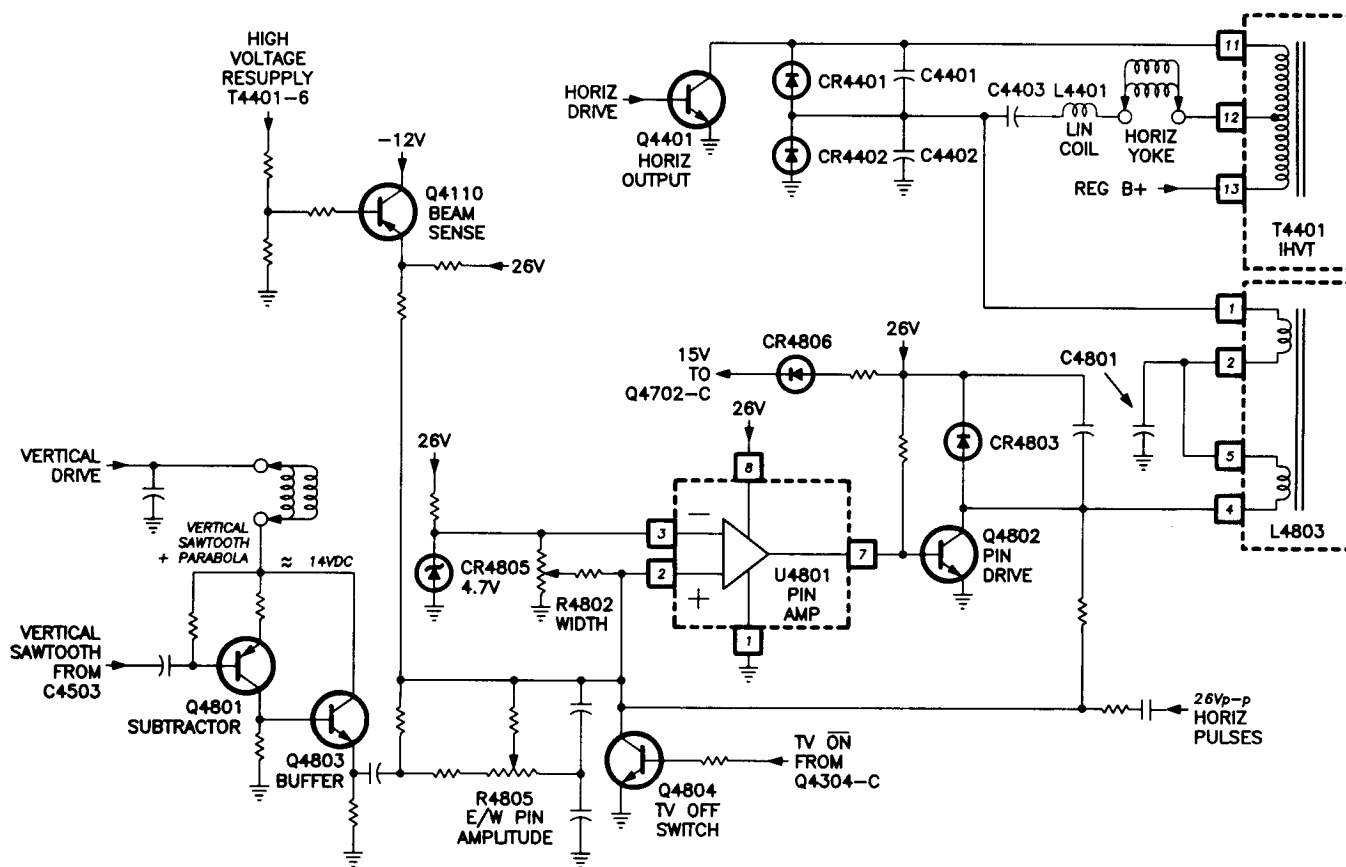 HIGH
VOLTAGE
RESUPPLY
T4401-6
-12V
Q4110
BEAM
SENSE
26V
HORIZ
DRIVE
Q4401
HORIZ
OUTPUT
CR4401
C4401
CR4402
C4402
C4403
L4401
LIN
COIL
HORIZ
YOKE
REG B+
11
12
13
T4401
IHVT
1
2
5
4
L4803
C4801
15V
TO
Q4702-C
CR4806
26V
CR4803
26V
8
26V
3
2
7
1
−
+
U4801
PIN
AMP
Q4802
PIN
DRIVE
CR4805
4.7V
R4802
WIDTH
VERTICAL
DRIVE
VERTICAL
SAWTOOTH
+ PARABOLA
≈ 14VDC
VERTICAL
SAWTOOTH
FROM
C4503
Q4801
SUBTRACTOR
Q4803
BUFFER
R4805
E/W PIN
AMPLITUDE
Q4804
TV OFF
SWITCH
TV O̅N̅
FROM
Q4304-C
26Vp-p
HORIZ
PULSES